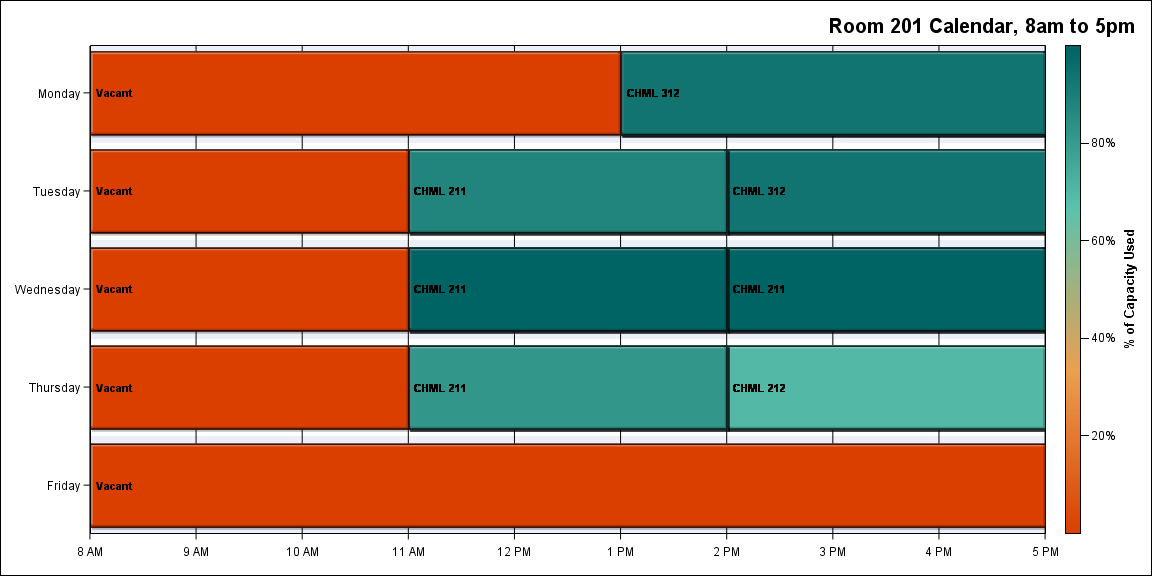 Room 201 Calendar, 8am to 5pm
Monday
Vacant
CHML 312
Tuesday
Vacant
CHML 211
CHML 312
Wednesday
Vacant
CHML 211
CHML 211
Thursday
Vacant
CHML 211
CHML 212
Friday
Vacant
8 AM
9 AM
10 AM
11 AM
12 PM
1 PM
2 PM
3 PM
4 PM
5 PM
80%
60%
40%
20%
% of Capacity Used